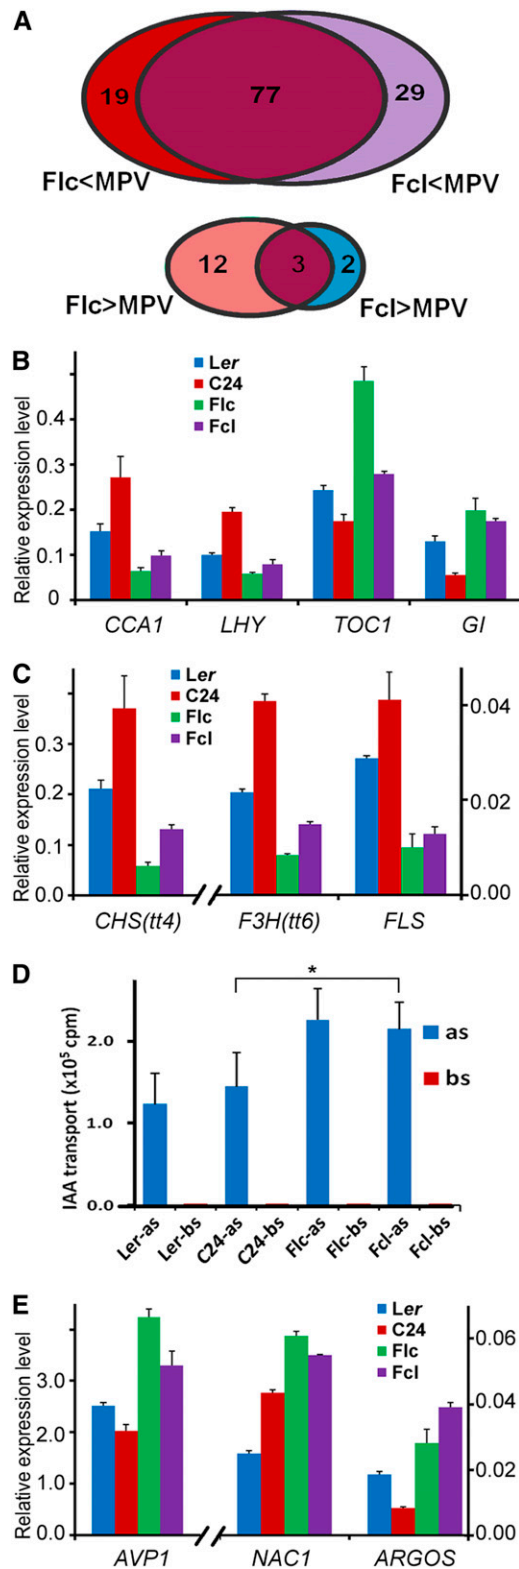 A
19
77
29
Flc<MPV
Fcl<MPV
12
3
2
Flc>MPV
Fcl>MPV
B
Relative expression level
0.4
0.3
0.2
0.1
0
Ler
C24
Flc
Fcl
CCA1
LHY
TOC1
GI
C
Relative expression level
0.3
0.2
0.1
0.0
Ler
C24
Flc
Fcl
0.04
0.02
0.00
CHS(tt4)
F3H(tt6)
FLS
D
IAA transport (x10⁵ cpm)
2.0
1.0
0.0
*
as
bs
Ler-as
Ler-bs
C24-as
C24-bs
Flc-as
Flc-bs
Fcl-as
Fcl-bs
E
Relative expression level
3.0
2.0
1.0
0.0
Ler
C24
Flc
Fcl
0.06
0.04
0.02
0.00
AVP1
NAC1
ARGOS